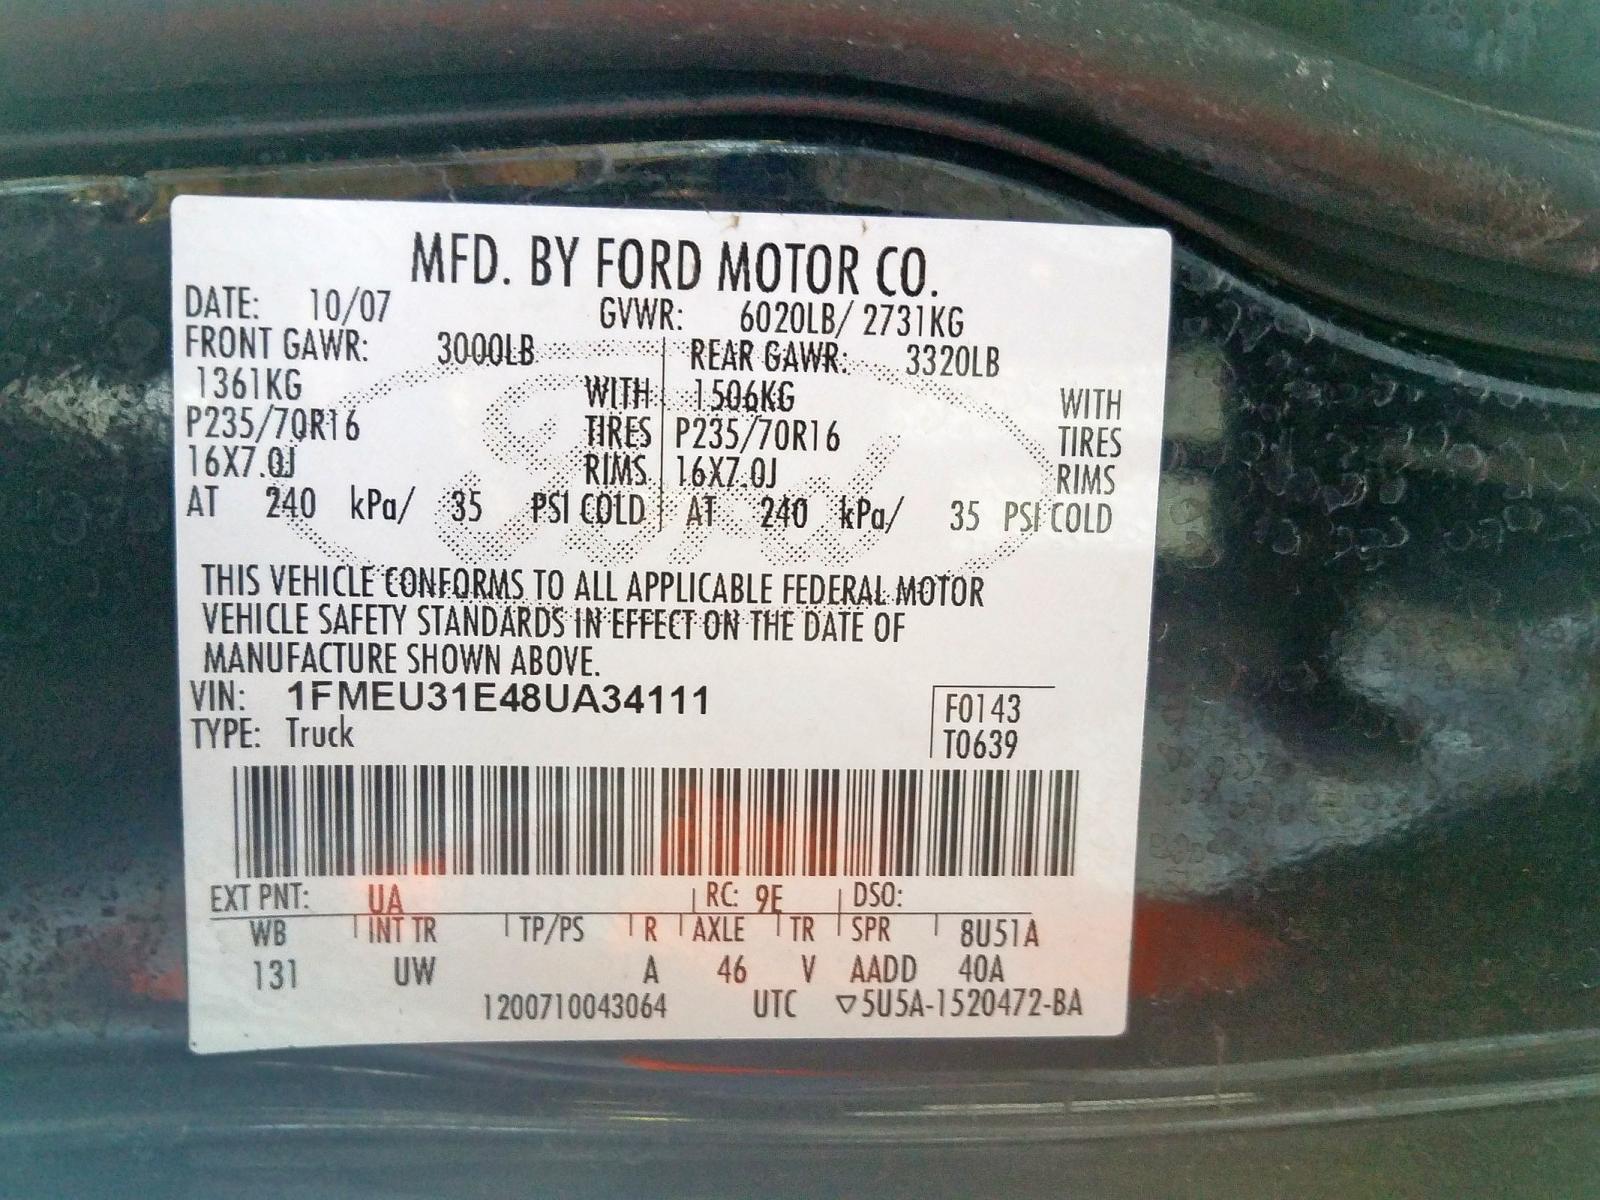 MFD. BY FORD MOTOR CO.
DATE: 10/07 GVWR: 6020LB/ 2731KG
FRONT GAWR: 3000LB REAR GAWR: 3320LB
1361KG WITH 1506KG WITH
P235/70R16 TIRES P235/70R16 TIRES
16X7.0J RIMS 16X7.0J RIMS
AT 240 kPa/ 35 PSI COLD AT 240 kPa/ 35 PSI COLD
Ford
THIS VEHICLE CONFORMS TO ALL APPLICABLE FEDERAL MOTOR
VEHICLE SAFETY STANDARDS IN EFFECT ON THE DATE OF
MANUFACTURE SHOWN ABOVE.
VIN: 1FMEU31E48UA34111 F0143
TYPE: Truck T0639
EXT PNT: UA RC: 9E DSO:
WB INT TR TP/PS R AXLE TR SPR 8U51A
131 UW A 46 V AADD 40A
1200710043064 UTC ▽5U5A-1520472-BA